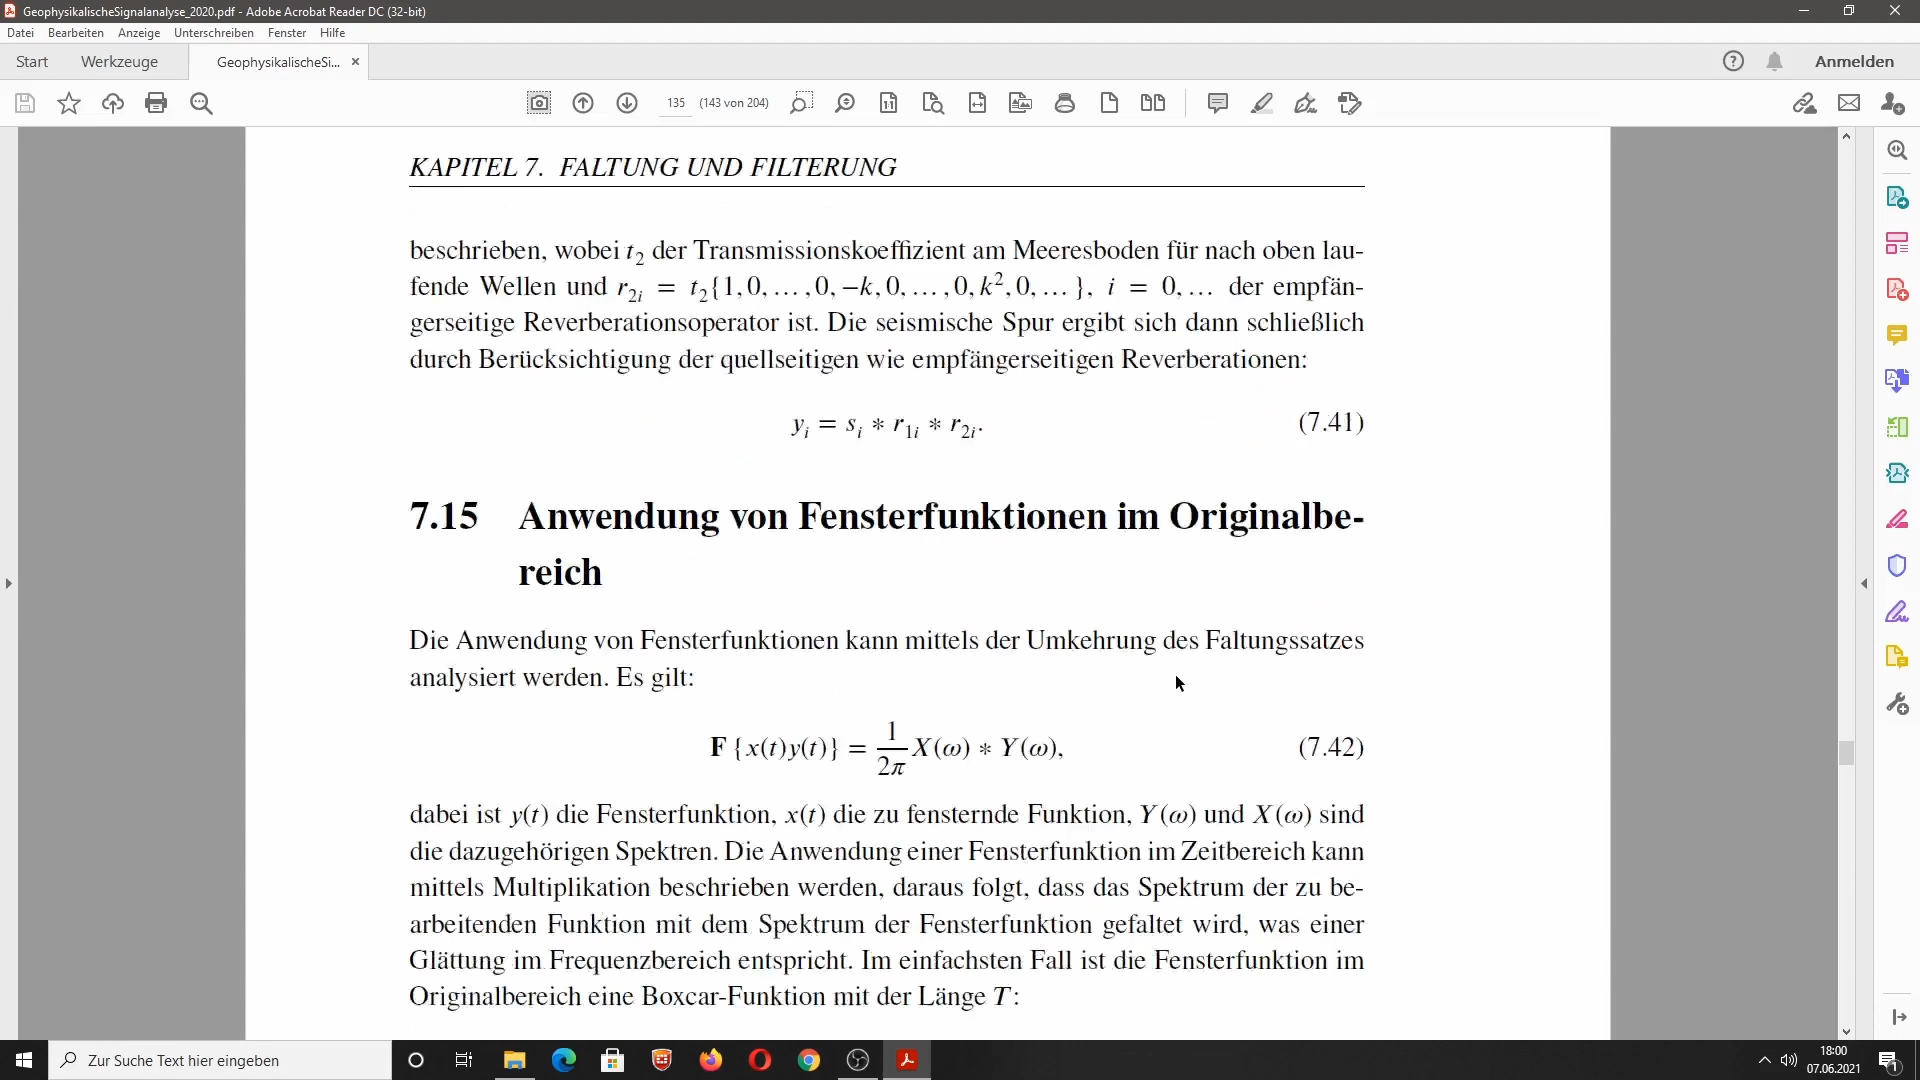 GeophysikalischeSignalanalyse_2020.pdf - Adobe Acrobat Reader DC (32-bit)
Datei Bearbeiten Anzeige Unterschreiben Fenster Hilfe
Start Werkzeuge GeophysikalischeSi... × Anmelden
135 (143 von 204)
KAPITEL 7. FALTUNG UND FILTERUNG
beschrieben, wobei t₂ der Transmissionskoeffizient am Meeresboden für nach oben lau-
fende Wellen und r₂ᵢ = t₂{1,0,…,0,−k,0,…,0,k²,0,…}, i = 0,… der empfän-
gerseitige Reverberationsoperator ist. Die seismische Spur ergibt sich dann schließlich
durch Berücksichtigung der quellseitigen wie empfängerseitigen Reverberationen:
yᵢ = sᵢ ∗ r₁ᵢ ∗ r₂ᵢ. (7.41)
7.15 Anwendung von Fensterfunktionen im Originalbe-
reich
Die Anwendung von Fensterfunktionen kann mittels der Umkehrung des Faltungssatzes
analysiert werden. Es gilt:
F {x(t)y(t)} = 1/2π X(ω) ∗ Y(ω), (7.42)
dabei ist y(t) die Fensterfunktion, x(t) die zu fensternde Funktion, Y(ω) und X(ω) sind
die dazugehörigen Spektren. Die Anwendung einer Fensterfunktion im Zeitbereich kann
mittels Multiplikation beschrieben werden, daraus folgt, dass das Spektrum der zu be-
arbeitenden Funktion mit dem Spektrum der Fensterfunktion gefaltet wird, was einer
Glättung im Frequenzbereich entspricht. Im einfachsten Fall ist die Fensterfunktion im
Originalbereich eine Boxcar-Funktion mit der Länge T:
Zur Suche Text hier eingeben
18:00
07.06.2021
1